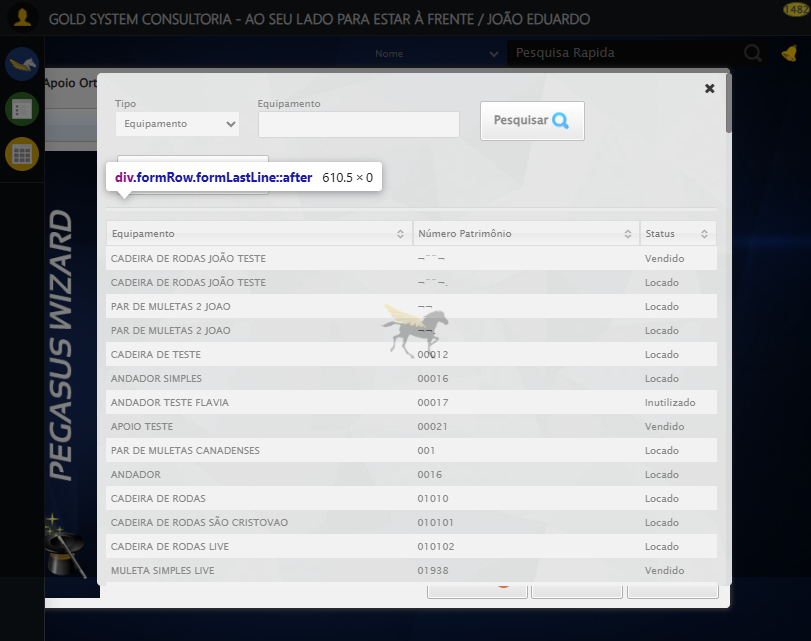 GOLD SYSTEM CONSULTORIA - AO SEU LADO PARA ESTAR À FRENTE / JOÃO EDUARDO
1482
Nome
Pesquisa Rapida
Apoio Ort
Tipo
Equipamento
Equipamento
Pesquisar
div.formRow.formLastLine::after 610.5 × 0
Equipamento Número Patrimônio Status
CADEIRA DE RODAS JOÃO TESTE ¬¨¨¬ Vendido
CADEIRA DE RODAS JOÃO TESTE ¬¨¨¬. Locado
PAR DE MULETAS 2 JOAO ¬¬ Locado
PAR DE MULETAS 2 JOAO ¬¬ Locado
CADEIRA DE TESTE 00012 Locado
ANDADOR SIMPLES 00016 Locado
ANDADOR TESTE FLAVIA 00017 Inutilizado
APOIO TESTE 00021 Vendido
PAR DE MULETAS CANADENSES 001 Locado
ANDADOR 0016 Locado
CADEIRA DE RODAS 01010 Locado
CADEIRA DE RODAS SÃO CRISTOVAO 010101 Locado
CADEIRA DE RODAS LIVE 010102 Locado
MULETA SIMPLES LIVE 01938 Vendido
PEGASUS WIZARD